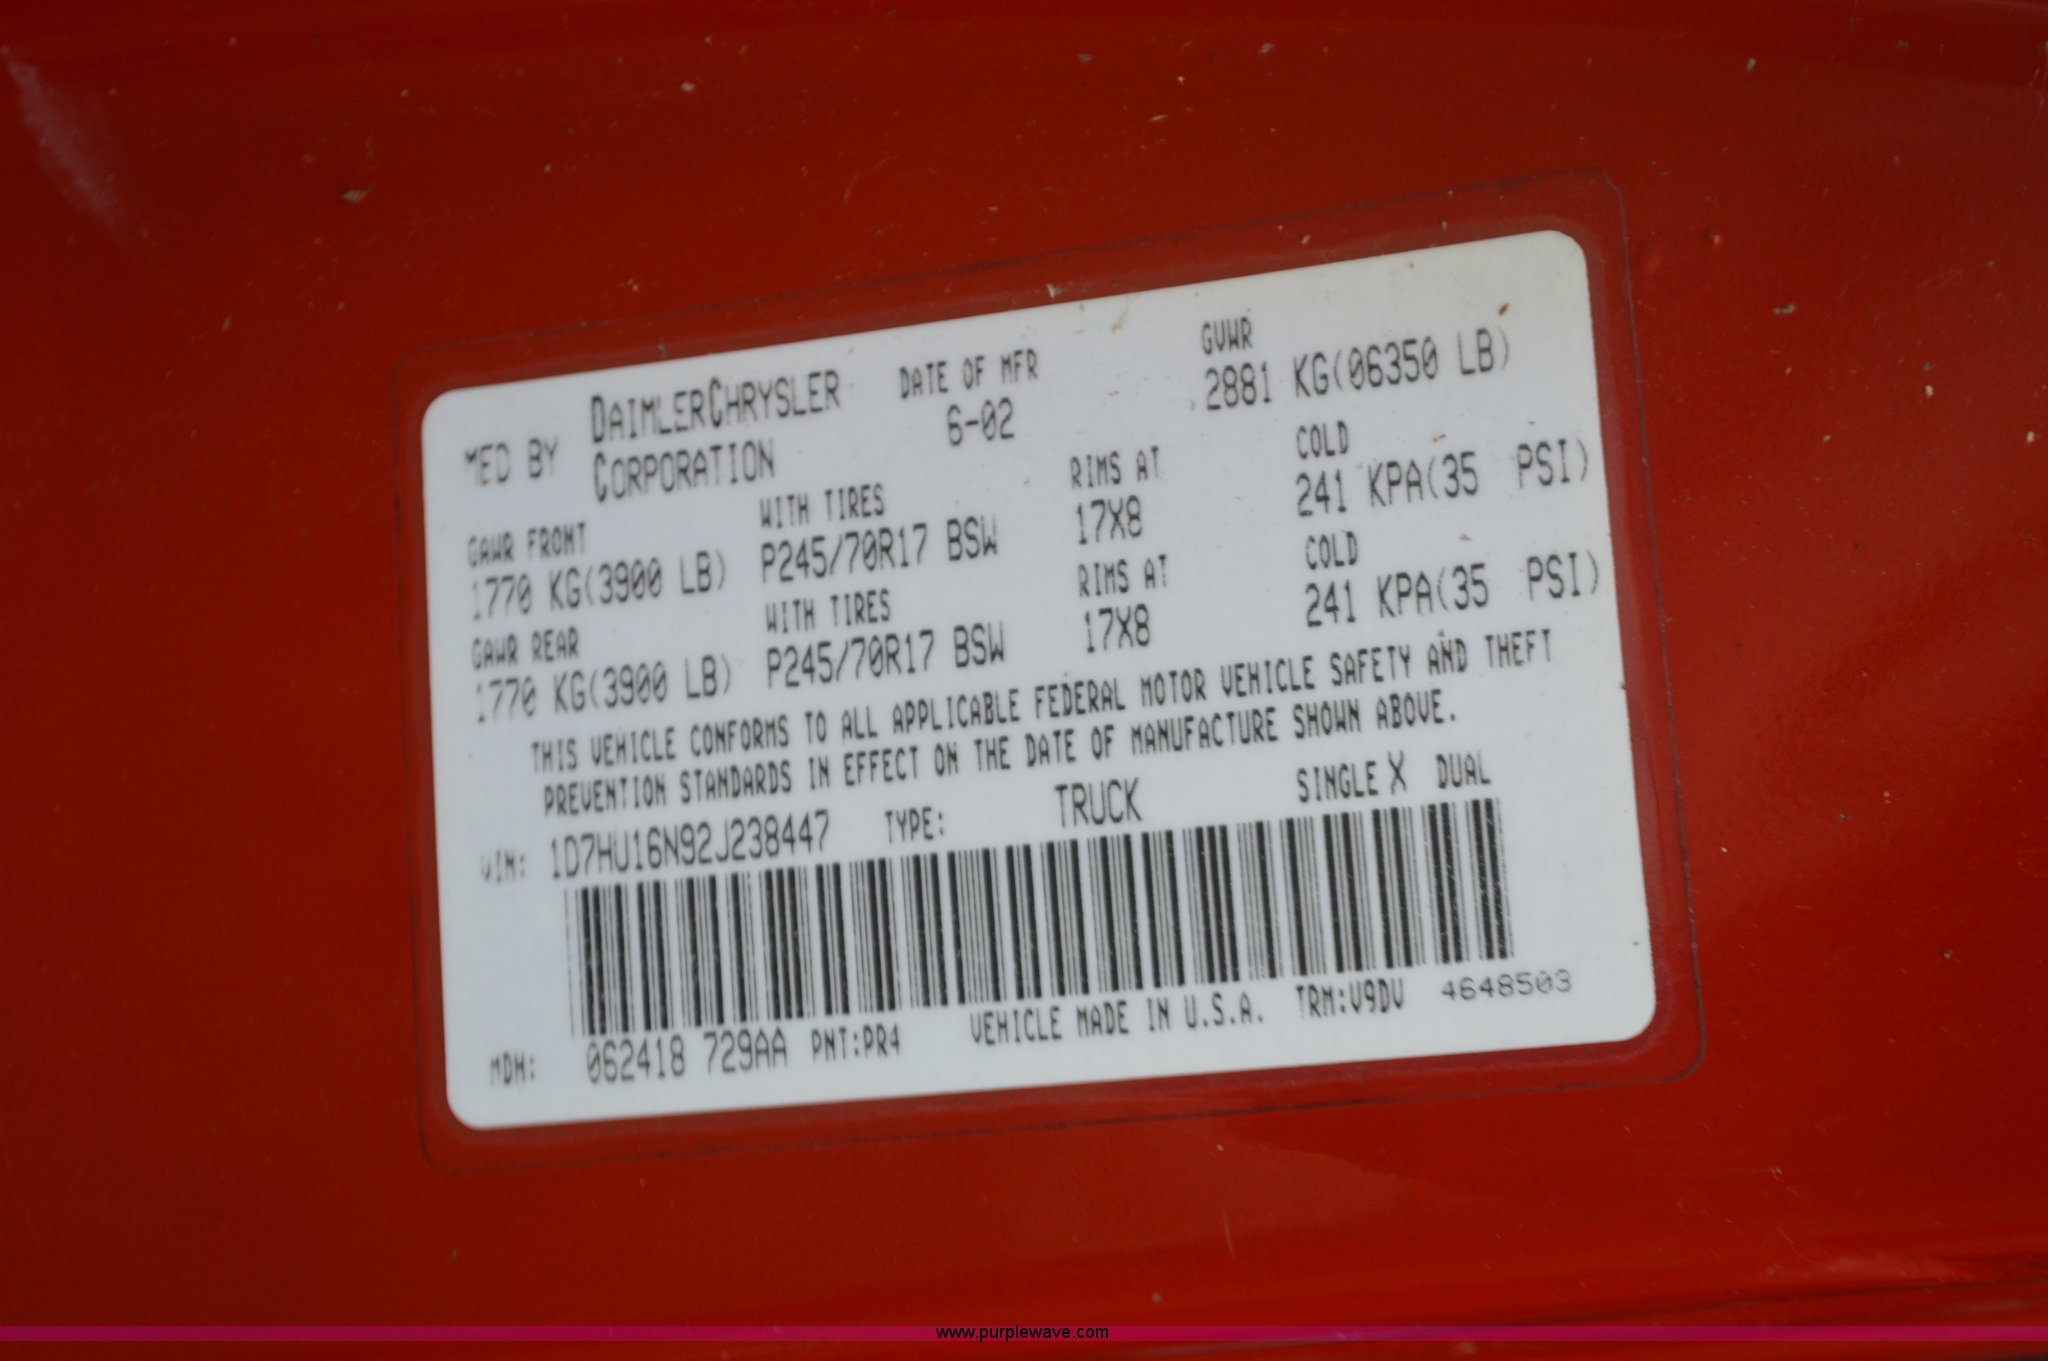 MFD BY DAIMLERCHRYSLER CORPORATION DATE OF MFR 6-02 GVWR 2881 KG(06350 LB)
GAWR FRONT WITH TIRES RIMS AT COLD
1770 KG(3900 LB) P245/70R17 BSW 17X8 241 KPA(35 PSI)
GAWR REAR WITH TIRES RIMS AT COLD
1770 KG(3900 LB) P245/70R17 BSW 17X8 241 KPA(35 PSI)
THIS VEHICLE CONFORMS TO ALL APPLICABLE FEDERAL MOTOR VEHICLE SAFETY AND THEFT
PREVENTION STANDARDS IN EFFECT ON THE DATE OF MANUFACTURE SHOWN ABOVE.
VIN: 1D7HU16N92J238447 TYPE: TRUCK SINGLE X DUAL
MDH: 062418 729AA PNT:PR4 VEHICLE MADE IN U.S.A. TRM:V9DV 4648503
www.purplewave.com